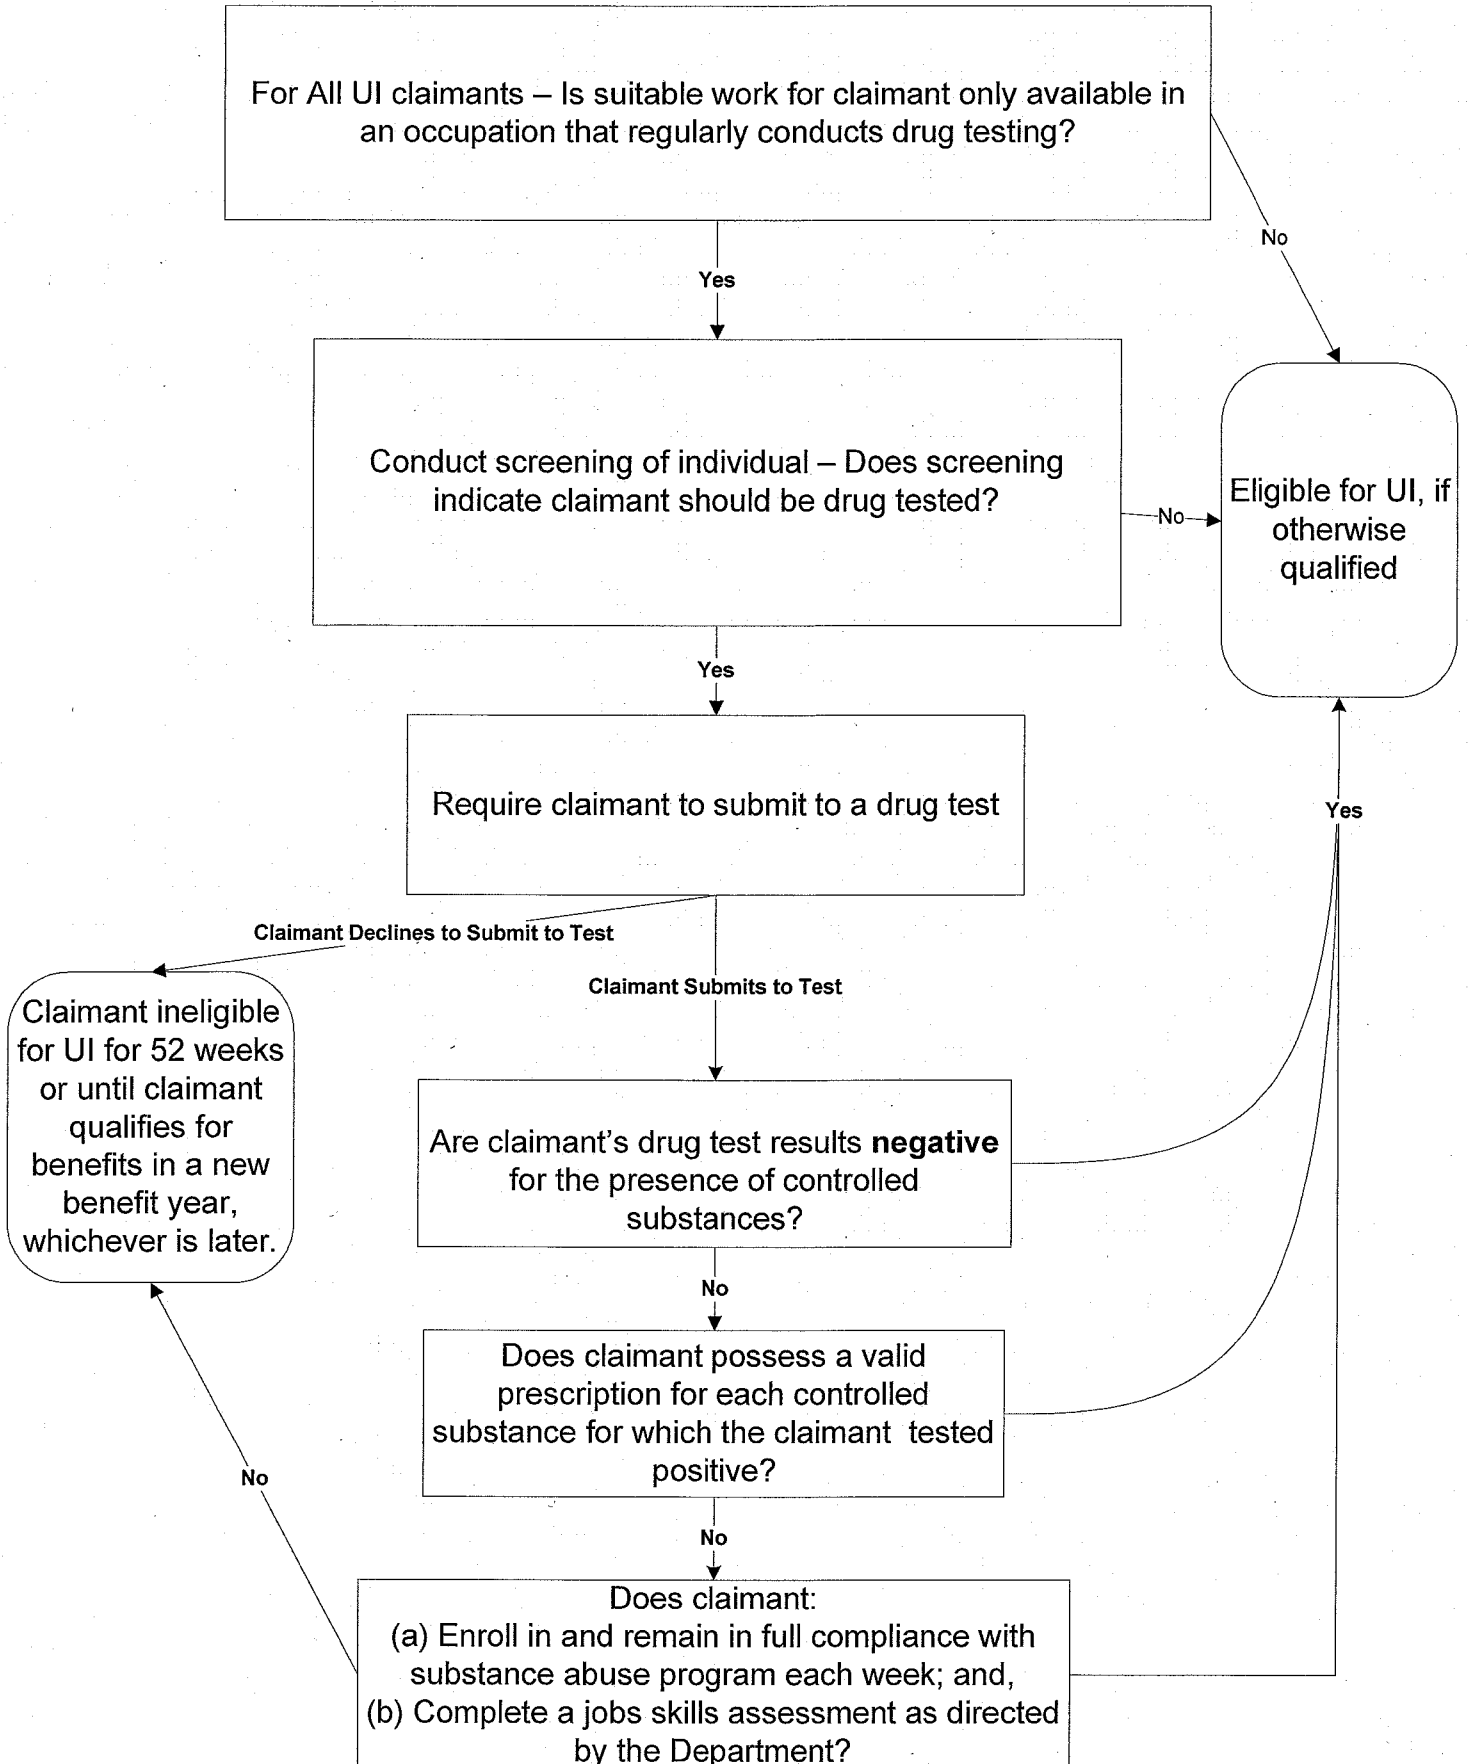 For All UI claimants – Is suitable work for claimant only available in
an occupation that regularly conducts drug testing?
No
Yes
Conduct screening of individual – Does screening
indicate claimant should be drug tested?
No
Eligible for UI, if
otherwise
qualified
Yes
Require claimant to submit to a drug test
Yes
Claimant Declines to Submit to Test
Claimant Submits to Test
Claimant ineligible
for UI for 52 weeks
or until claimant
qualifies for
benefits in a new
benefit year,
whichever is later.
Are claimant’s drug test results negative
for the presence of controlled
substances?
No
Does claimant possess a valid
prescription for each controlled
substance for which the claimant tested
positive?
No
No
Does claimant:
(a) Enroll in and remain in full compliance with
substance abuse program each week; and,
(b) Complete a jobs skills assessment as directed
by the Department?